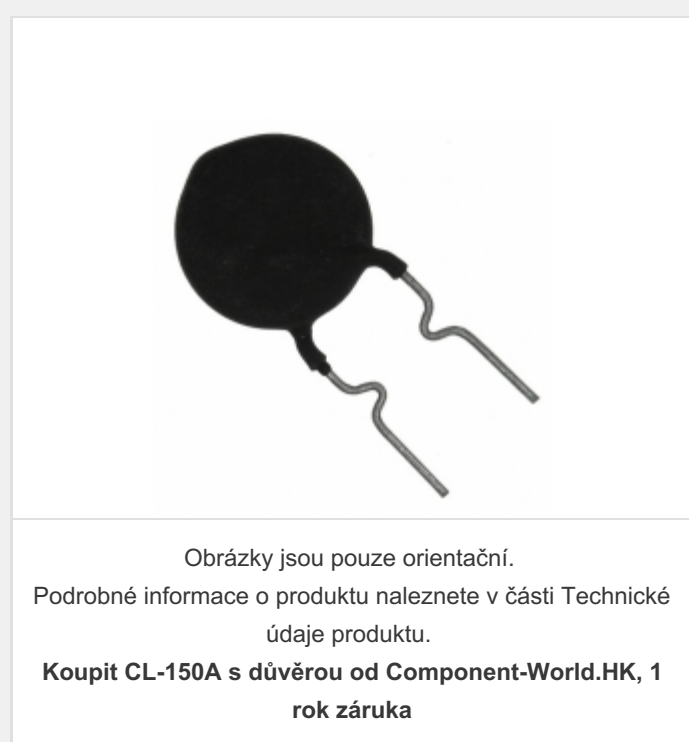 Obrázky jsou pouze orientační.
Podrobné informace o produktu naleznete v části Technické
údaje produktu.
Koupit CL-150A s důvěrou od Component-World.HK, 1
rok záruka